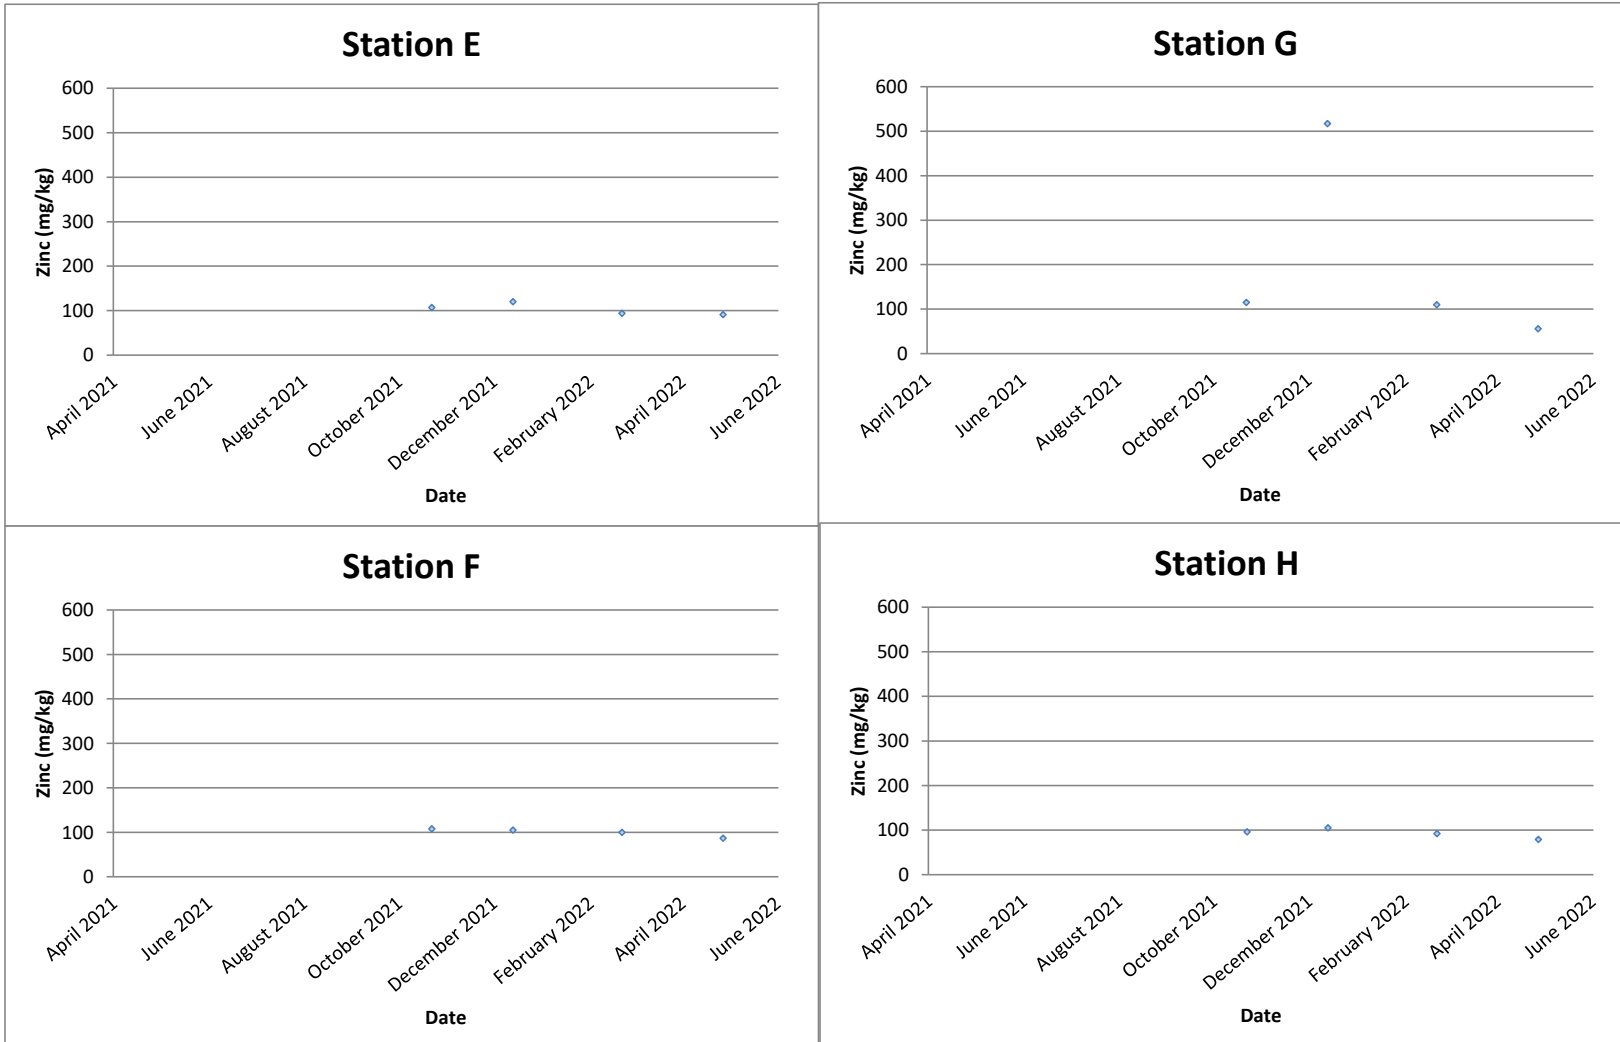 Station E
600
500
400
300
200
100
0
Zinc (mg/kg)
April 2021
June 2021
August 2021
October 2021
December 2021
February 2022
April 2022
June 2022
Date
Station G
600
500
400
300
200
100
0
Zinc (mg/kg)
April 2021
June 2021
August 2021
October 2021
December 2021
February 2022
April 2022
June 2022
Date
Station F
600
500
400
300
200
100
0
Zinc (mg/kg)
April 2021
June 2021
August 2021
October 2021
December 2021
February 2022
April 2022
June 2022
Date
Station H
600
500
400
300
200
100
0
Zinc (mg/kg)
April 2021
June 2021
August 2021
October 2021
December 2021
February 2022
April 2022
June 2022
Date